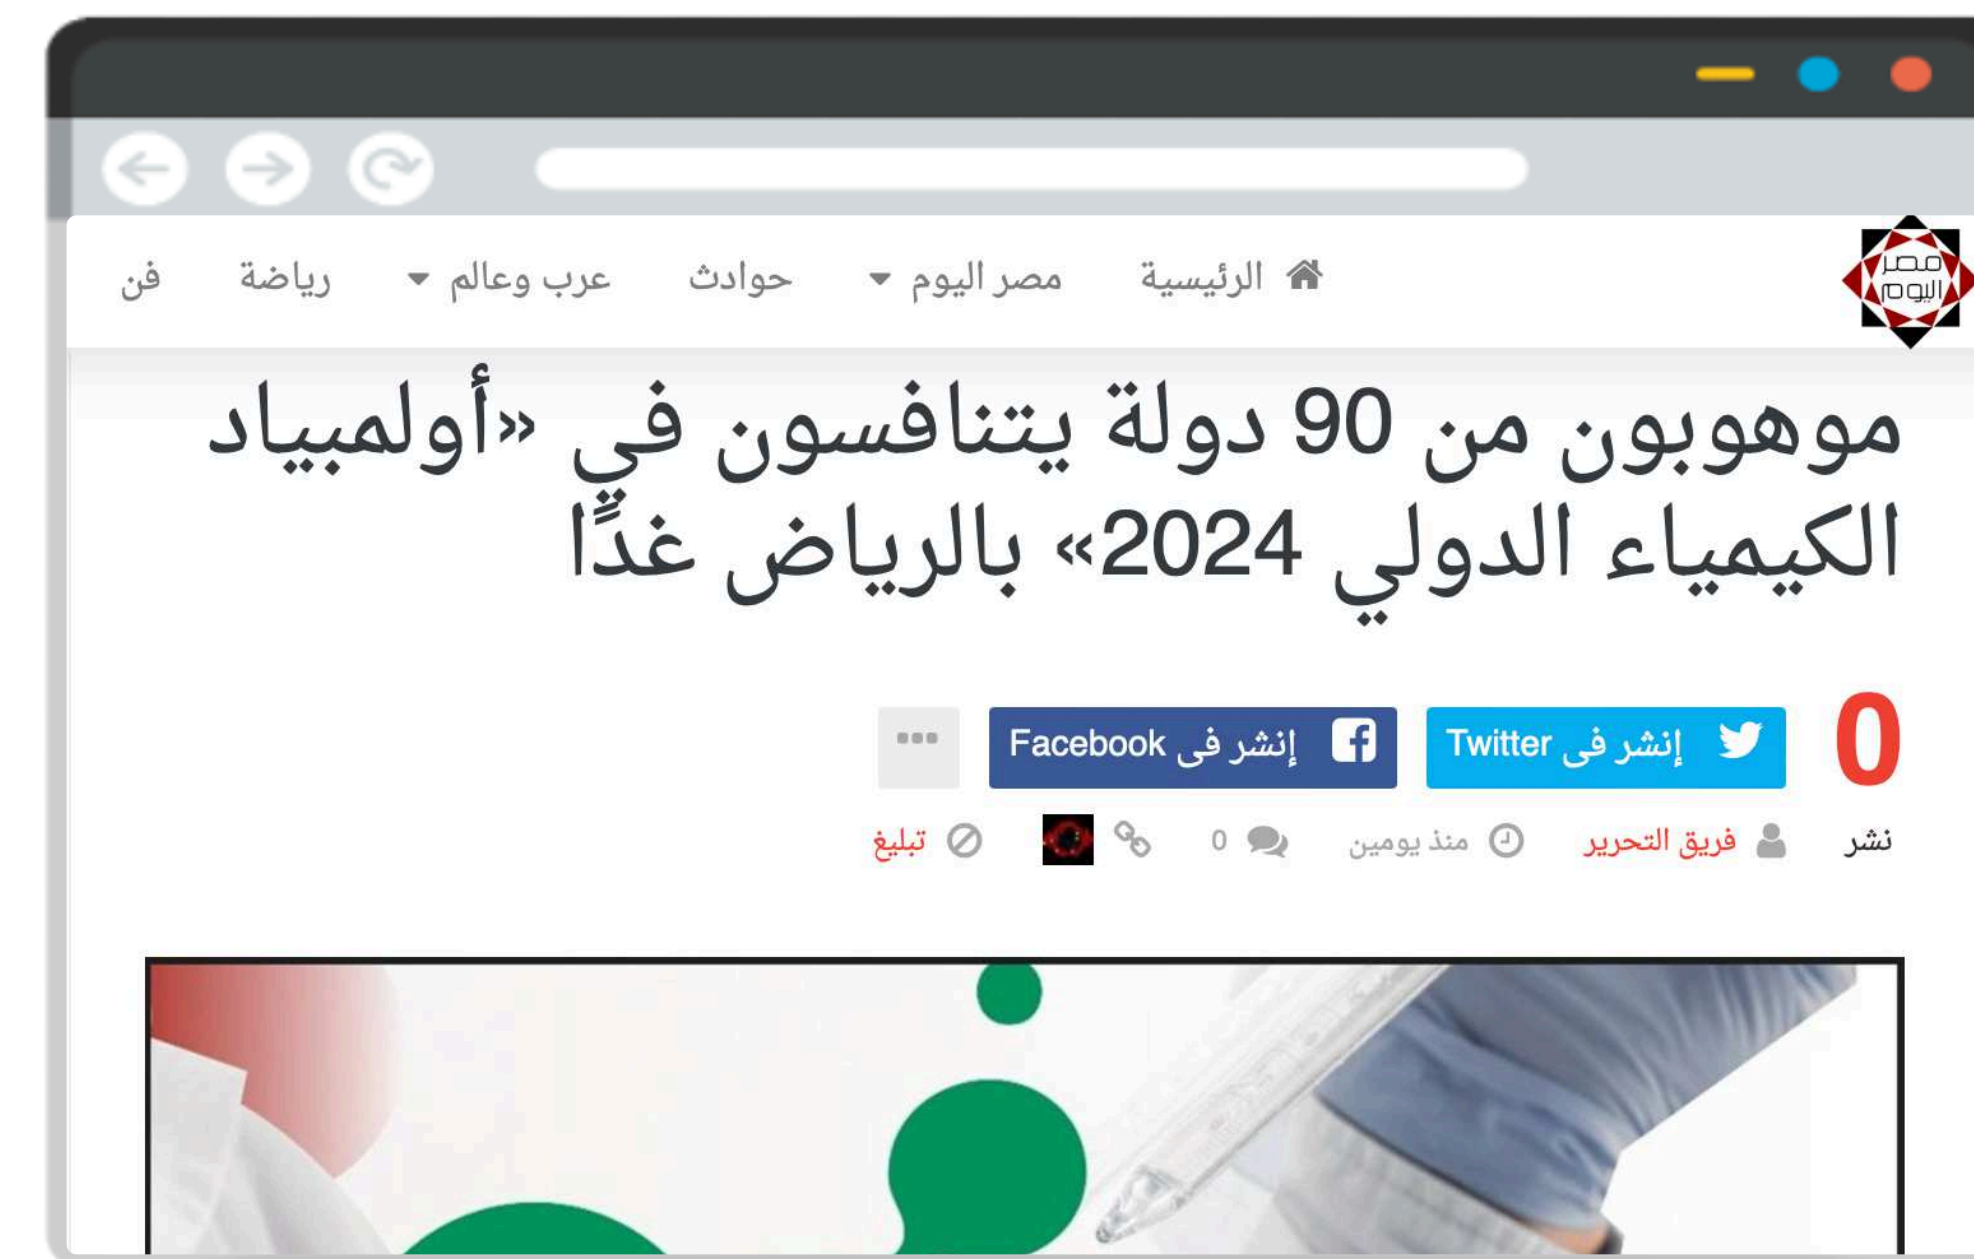 مصر
اليوم
الرئيسية مصر اليوم حوادث عرب وعالم رياضة فن
موهوبون من 90 دولة يتنافسون في «أولمبياد
الكيمياء الدولي 2024» بالرياض غدًا
0
إنشر فى Twitter إنشر فى Facebook
نشر فريق التحرير منذ يومين 0 تبليغ